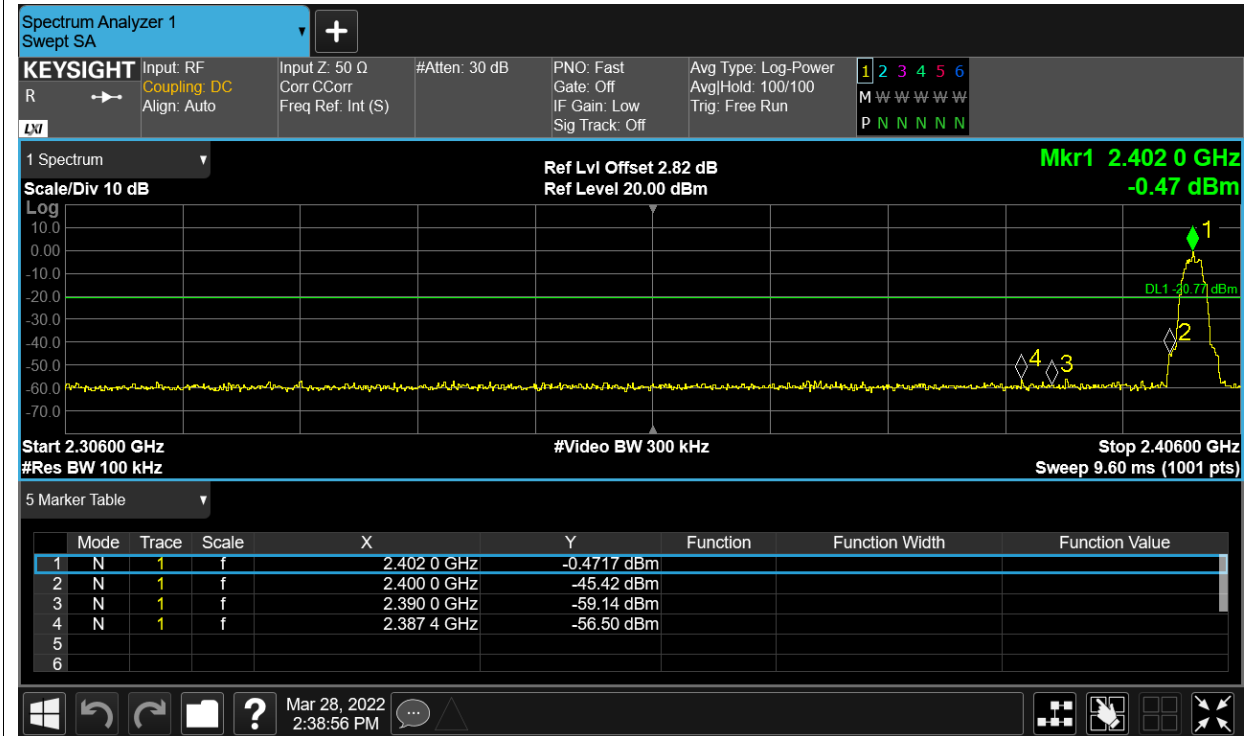 Spectrum Analyzer 1
Swept SA
KEYSIGHT
R
LXI
Input: RF
Coupling: DC
Align: Auto
Input Z: 50 Ω
Corr CCorr
Freq Ref: Int (S)
#Atten: 30 dB
PNO: Fast
Gate: Off
IF Gain: Low
Sig Track: Off
Avg Type: Log-Power
Avg|Hold: 100/100
Trig: Free Run
1 2 3 4 5 6
M W W W W W
P N N N N N
1 Spectrum
Scale/Div 10 dB
Ref Lvl Offset 2.82 dB
Ref Level 20.00 dBm
Mkr1 2.402 0 GHz
-0.47 dBm
Log
10.0
0.00
-10.0
-20.0
-30.0
-40.0
-50.0
-60.0
-70.0
1
DL1 -20.77 dBm
2
4
3
Start 2.30600 GHz
#Video BW 300 kHz
Stop 2.40600 GHz
#Res BW 100 kHz
Sweep 9.60 ms (1001 pts)
5 Marker Table
Mode Trace Scale X Y Function Function Width Function Value
1 N 1 f 2.402 0 GHz -0.4717 dBm
2 N 1 f 2.400 0 GHz -45.42 dBm
3 N 1 f 2.390 0 GHz -59.14 dBm
4 N 1 f 2.387 4 GHz -56.50 dBm
5
6
?
Mar 28, 2022
2:38:56 PM